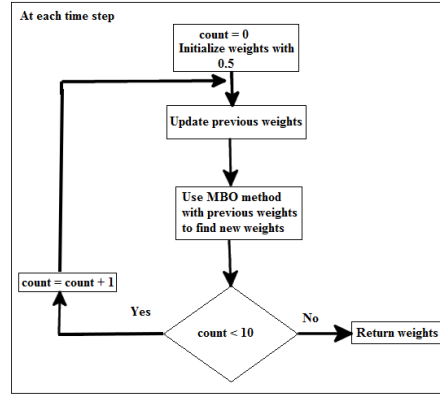 At each time step
count = 0
Initialize weights with
0.5
Update previous weights
Use MBO method
with previous weights
to find new weights
count = count + 1
Yes
count < 10
No
Return weights